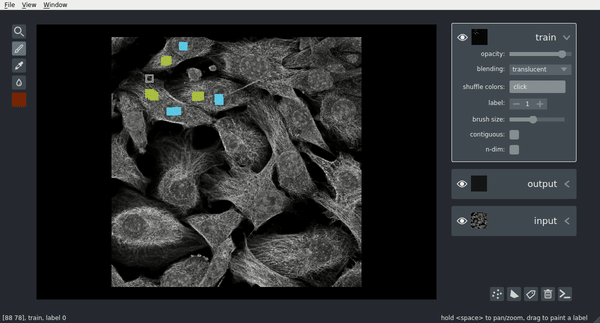 File View Window
train
opacity:
blending: translucent
shuffle colors: click
label: 1
brush size:
contiguous:
n-dim:
output
input
[88 78], train, label 0
hold <space> to pan/zoom, drag to paint a label